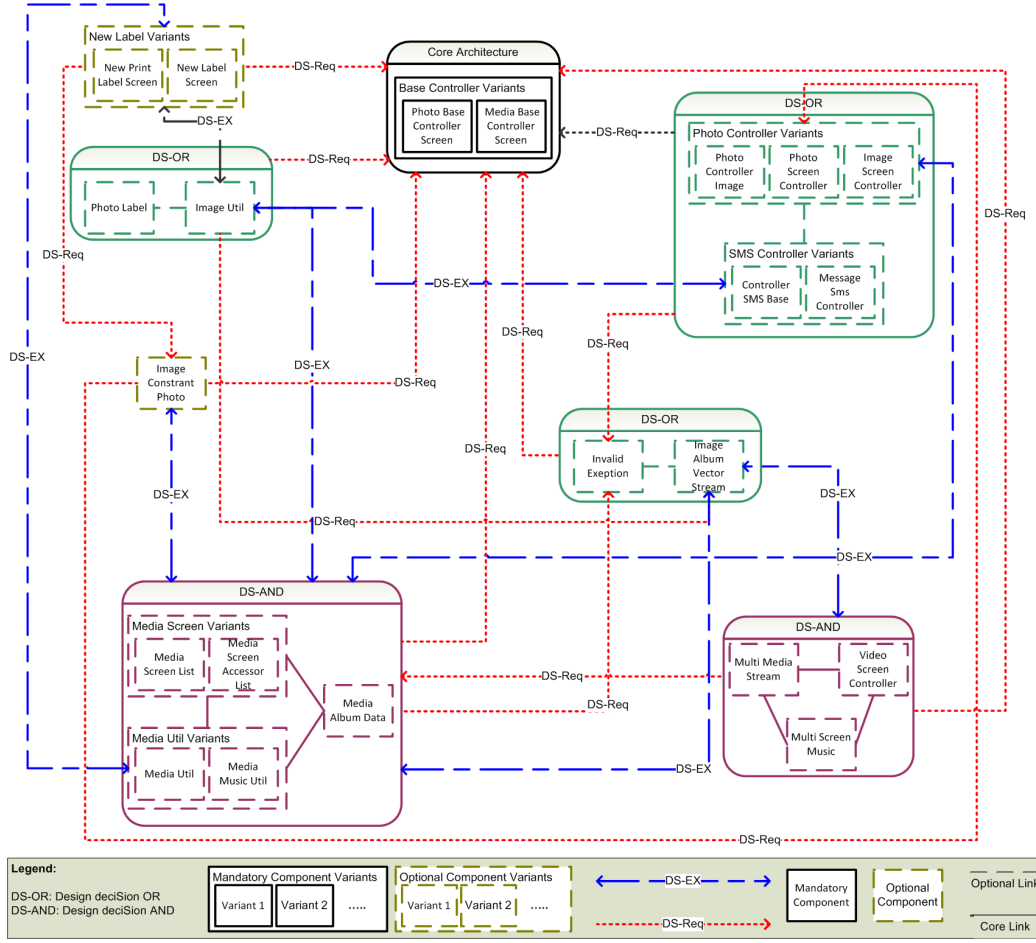 New Label Variants
New Print
Label Screen
New Label
Screen
DS-Req
Core Architecture
Base Controller Variants
Photo Base
Controller
Screen
Media Base
Controller
Screen
DS-OR
Photo Controller Variants
Photo
Controller
Image
Photo
Screen
Controller
Image
Screen
Controller
DS-Req
DS-EX
DS-OR
DS-Req
Photo Label
Image Util
DS-Req
DS-Req
SMS Controller Variants
Controller
SMS Base
Message
Sms
Controller
DS-EX
DS-Req
DS-EX
DS-Req
DS-EX
Image
Constrant
Photo
DS-Req
DS-OR
Invalid
Exeption
Image
Album
Vector
Stream
DS-Req
DS-EX
DS-EX
DS-Req
DS-EX
DS-AND
Media Screen Variants
Media
Screen List
Media
Screen
Accessor
List
Media
Album Data
Media Util Variants
Media Util
Media
Music Util
DS-Req
DS-Req
DS-Req
DS-EX
DS-AND
Multi Media
Stream
Video
Screen
Controller
Multi Screen
Music
DS-Req
Legend:
DS-OR: Design deciSion OR
DS-AND: Design deciSion AND
Mandatory Component Variants
Variant 1
Variant 2
.....
Optional Component Variants
Variant 1
Variant 2
.....
DS-EX
DS-Req
Mandatory
Component
Optional
Component
Optional Link
Core Link